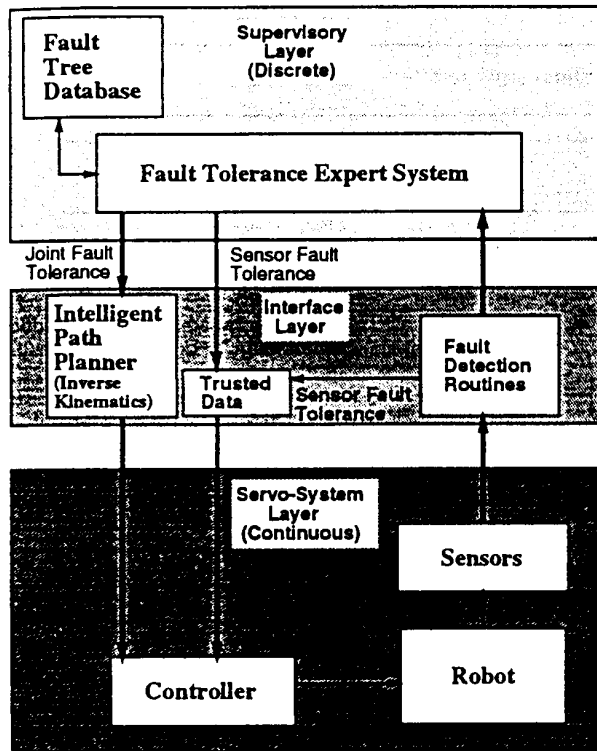 Fault
Tree
Database
Supervisory
Layer
(Discrete)
Fault Tolerance Expert System
Joint Fault
Tolerance
Sensor Fault
Tolerance
Intelligent
Path
Planner
(Inverse
Kinematics)
Interface
Layer
Trusted
Data
Sensor Fault
Tolerance
Fault
Detection
Routines
Servo-System
Layer
(Continuous)
Sensors
Controller
Robot